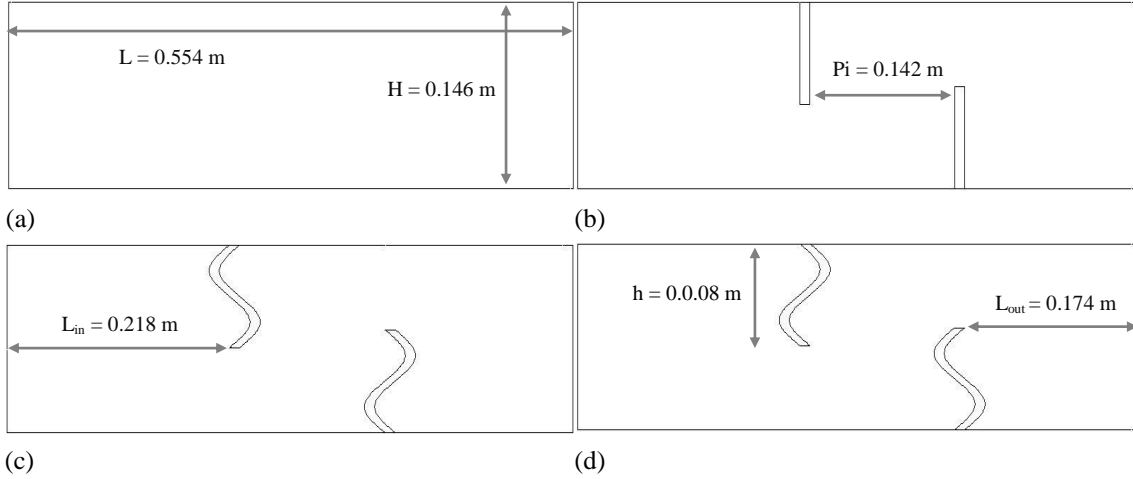 L = 0.554 m
H = 0.146 m
Pi = 0.142 m
(a)
(b)
L_in = 0.218 m
h = 0.0.08 m
L_out = 0.174 m
(c)
(d)